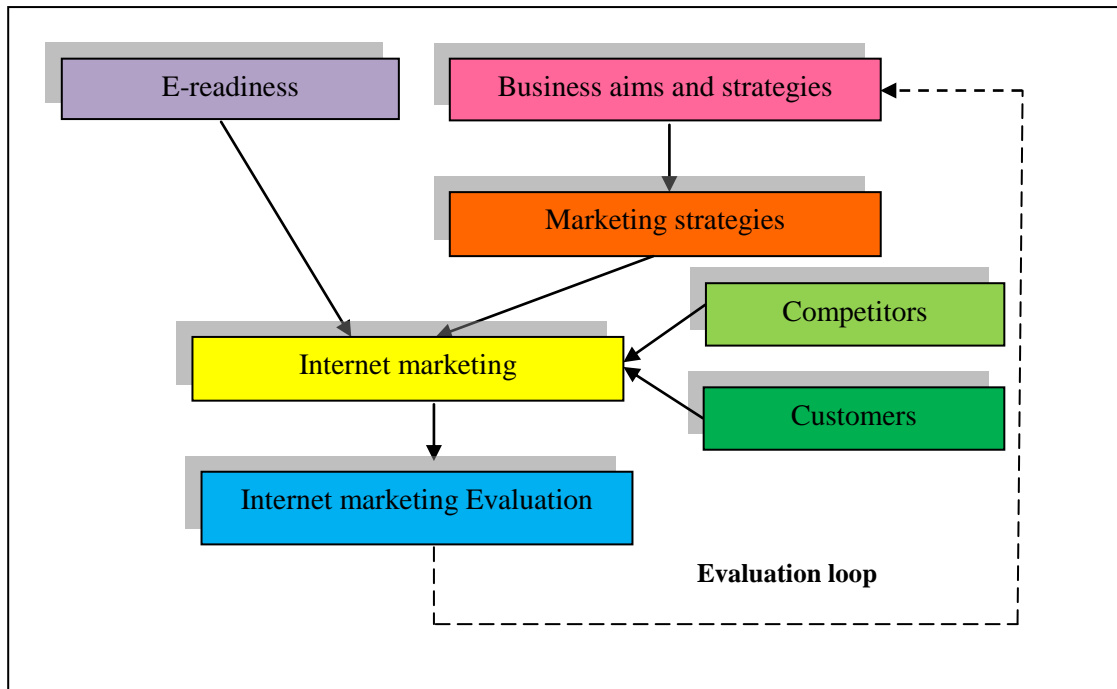 E-readiness
Business aims and strategies
Marketing strategies
Competitors
Internet marketing
Customers
Internet marketing Evaluation
Evaluation loop